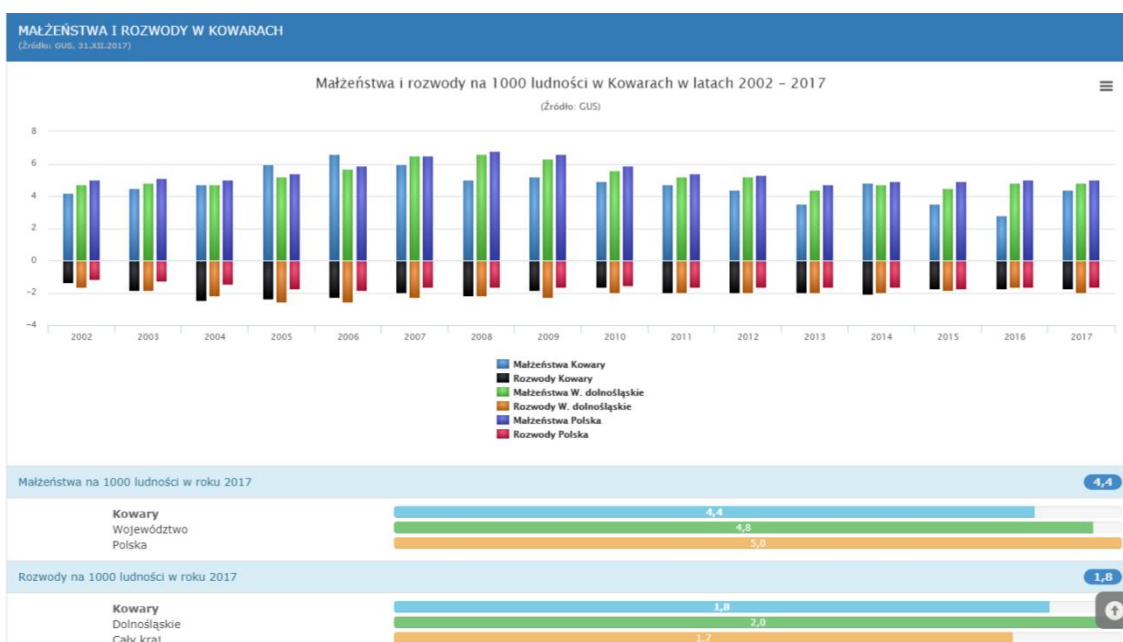 MAŁŻEŃSTWA I ROZWODY W KOWARACH
(Źródło: GUS, 31.XII.2017)
Małżeństwa i rozwody na 1000 ludności w Kowarach w latach 2002 – 2017
(Źródło: GUS)
8
6
4
2
0
−2
−4
2002 2003 2004 2005 2006 2007 2008 2009 2010 2011 2012 2013 2014 2015 2016 2017
Małżeństwa Kowary
Rozwody Kowary
Małżeństwa W. dolnośląskie
Rozwody W. dolnośląskie
Małżeństwa Polska
Rozwody Polska
Małżeństwa na 1000 ludności w roku 2017 4,4
Kowary 4,4
Województwo 4,8
Polska 5,0
Rozwody na 1000 ludności w roku 2017 1,8
Kowary 1,8
Dolnośląskie 2,0
Cały kraj 1,7